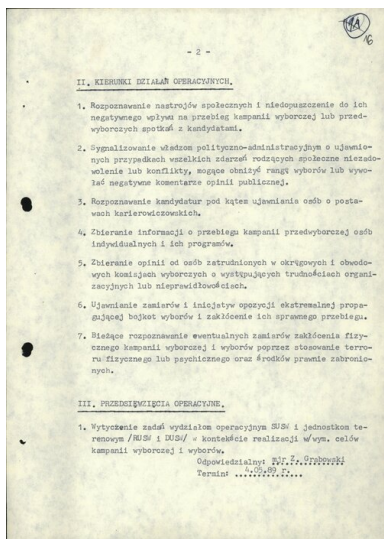 1A
16
- 2 -
II. KIERUNKI DZIAŁAŃ OPERACYJNYCH.
1. Rozpoznawanie nastrojów społecznych i niedopuszczenie do ich
negatywnego wpływu na przebieg kampanii wyborczej lub przed-
wyborczych spotkań z kandydatami.
2. Sygnalizowanie władzom polityczno-administracyjnym o ujawnio-
nych przypadkach wszelkich zdarzeń rodzących społeczne niezado-
wolenie lub konflikty, mogące obniżyć rangę wyborów lub wywo-
łać negatywne komentarze opinii publicznej.
3. Rozpoznawanie kandydatur pod kątem ujawniania osób o posta-
wach karierowiczowskich.
4. Zbieranie informacji o przebiegu kampanii przedwyborczej osób
indywidualnych i ich programów.
5. Zbieranie opinii od osób zatrudnionych w okręgowych i obwodo-
wych komisjach wyborczych o występujących trudnościach organi-
zacyjnych lub nieprawidłowościach.
6. Ujawnianie zamiarów i inicjatyw opozycji ekstremalnej propa-
gującej bojkot wyborów i zakłócenie ich sprawnego przebiegu.
7. Bieżące rozpoznawanie ewentualnych zamiarów zakłócenia fizy-
cznego kampanii wyborczej i wyborów poprzez stosowanie terro-
ru fizycznego lub psychicznego oraz środków prawnie zabronio-
nych.
III. PRZEDSIĘWZIĘCIA OPERACYJNE.
1. Wytyczenie zadań wydziałom operacyjnym SUSW i jednostkom te-
renowym /RUSW i DUSW/ w kontekście realizacji w/wym. celów
kampanii wyborczej i wyborów.
Odpowiedzialny: mjr Z. Grabowski
Termin: 4.05.89 r.